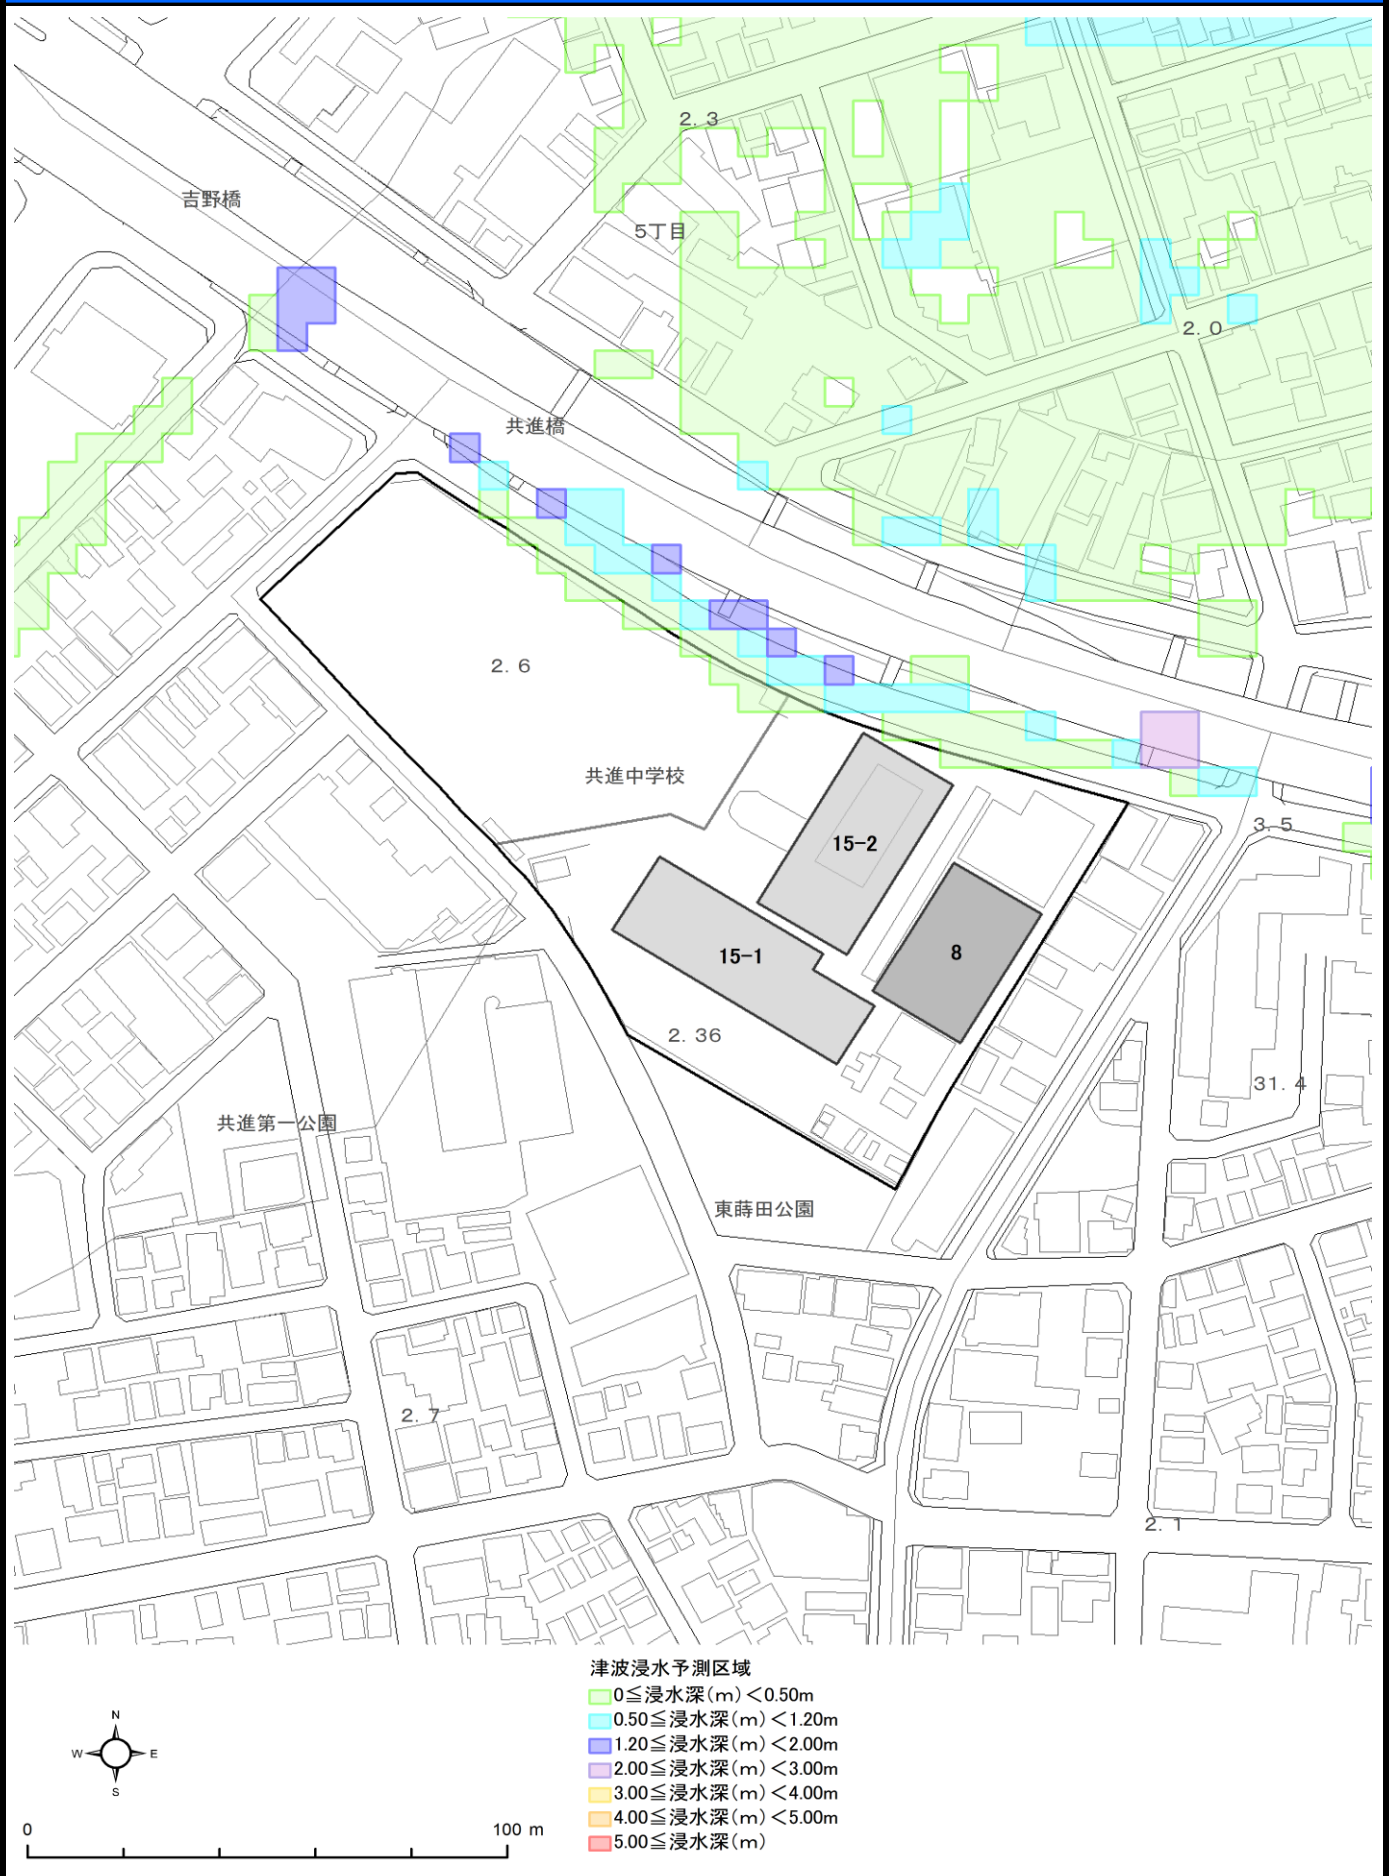 2.3
吉野橋
5丁目
2.0
共進橋
2.6
共進中学校
15-2
3.5
8
15-1
2.36
31.4
共進第一公園
東蒔田公園
2.7
2.1
津波浸水予測区域
0≦浸水深(m)<0.50m
0.50≦浸水深(m)<1.20m
1.20≦浸水深(m)<2.00m
2.00≦浸水深(m)<3.00m
3.00≦浸水深(m)<4.00m
4.00≦浸水深(m)<5.00m
5.00≦浸水深(m)
N
W E
S
0 100 m